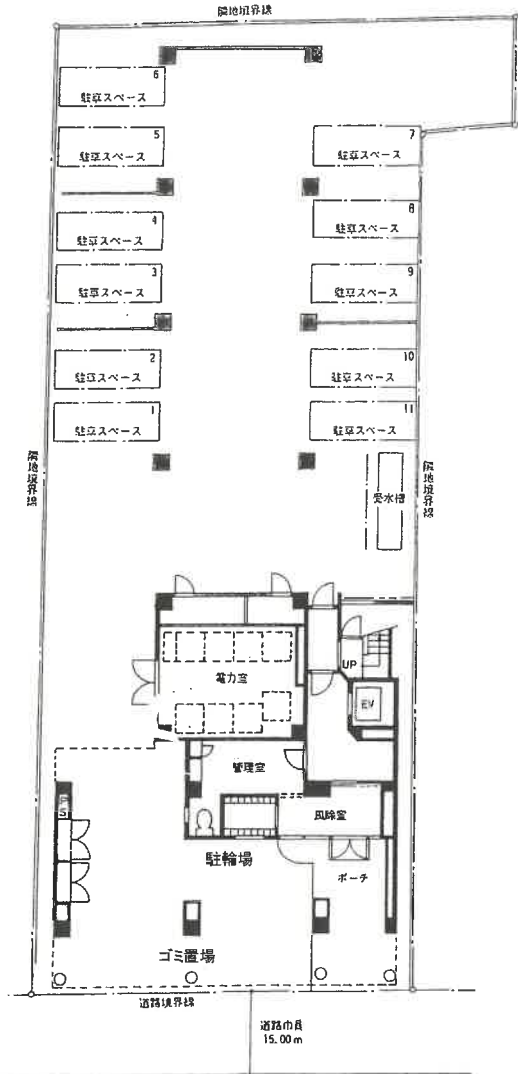 隣地境界線
6
駐車スペース
5
駐車スペース
7
駐車スペース
4
駐車スペース
8
駐車スペース
3
駐車スペース
9
駐車スペース
2
駐車スペース
10
駐車スペース
1
駐車スペース
11
駐車スペース
隣地境界線
隣地境界線
受水槽
電力室
UP
EV
管理室
風除室
PS
駐輪場
ポーチ
ゴミ置場
道路境界線
道路巾員
15.00m